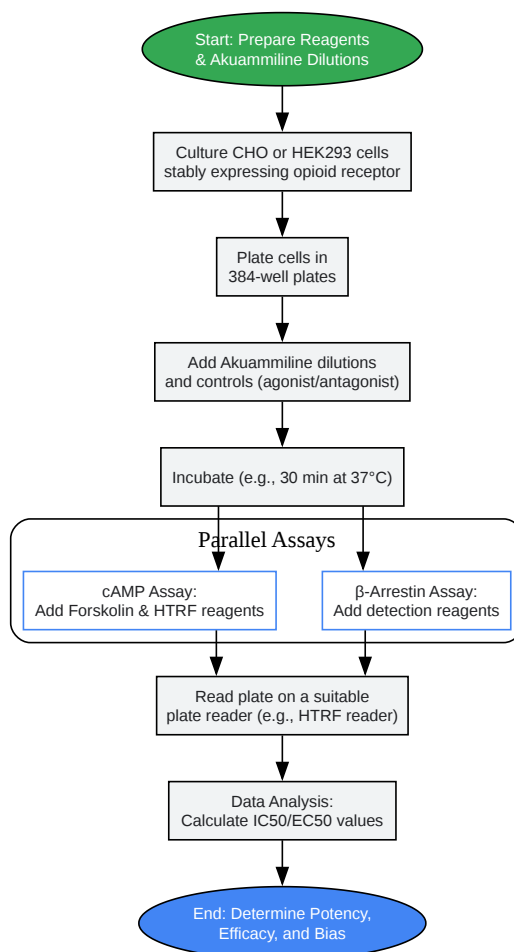 Start: Prepare Reagents
& Akuammiline Dilutions
Culture CHO or HEK293 cells
stably expressing opioid receptor
Plate cells in
384-well plates
Add Akuammiline dilutions
and controls (agonist/antagonist)
Incubate (e.g., 30 min at 37°C)
Parallel Assays
cAMP Assay:
Add Forskolin & HTRF reagents
β-Arrestin Assay:
Add detection reagents
Read plate on a suitable
plate reader (e.g., HTRF reader)
Data Analysis:
Calculate IC50/EC50 values
End: Determine Potency,
Efficacy, and Bias